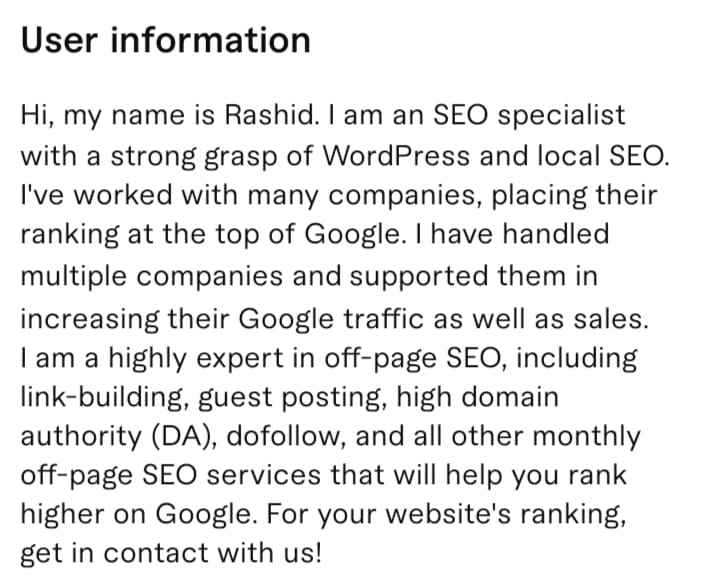 User information
Hi, my name is Rashid. I am an SEO specialist
with a strong grasp of WordPress and local SEO.
I've worked with many companies, placing their
ranking at the top of Google. I have handled
multiple companies and supported them in
increasing their Google traffic as well as sales.
I am a highly expert in off-page SEO, including
link-building, guest posting, high domain
authority (DA), dofollow, and all other monthly
off-page SEO services that will help you rank
higher on Google. For your website's ranking,
get in contact with us!